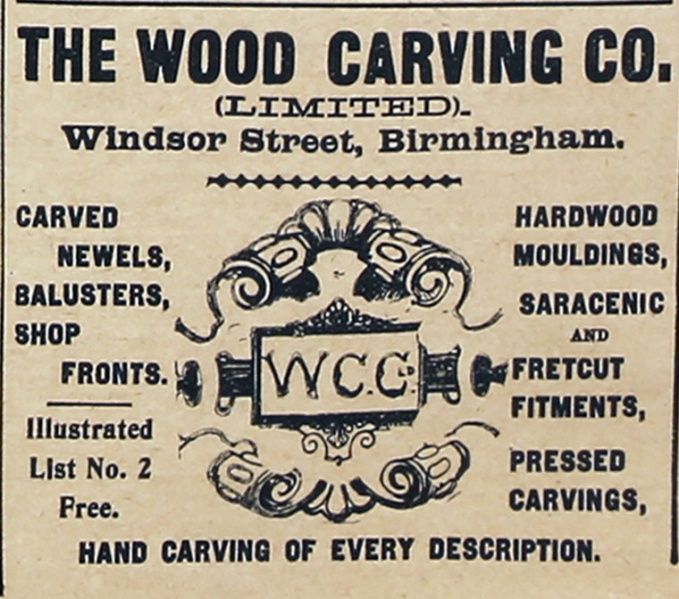 THE WOOD CARVING CO.
(LIMITED).
Windsor Street, Birmingham.
CARVED
NEWELS,
BALUSTERS,
SHOP
FRONTS.
Illustrated
List No. 2
Free.
W.C.C.
HARDWOOD
MOULDINGS,
SARACENIC
AND
FRETCUT
FITMENTS,
PRESSED
CARVINGS,
HAND CARVING OF EVERY DESCRIPTION.